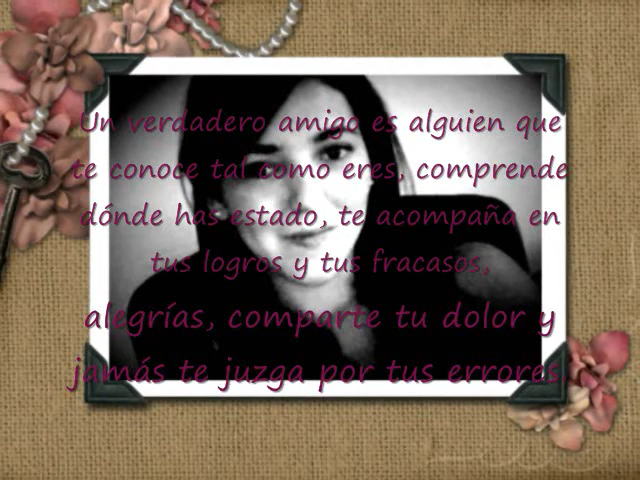 Un verdadero amigo es alguien que
te conoce tal como eres, comprende
dónde has estado, te acompaña en
tus logros y tus fracasos,
alegrías, comparte tu dolor y
jamás te juzga por tus errores.